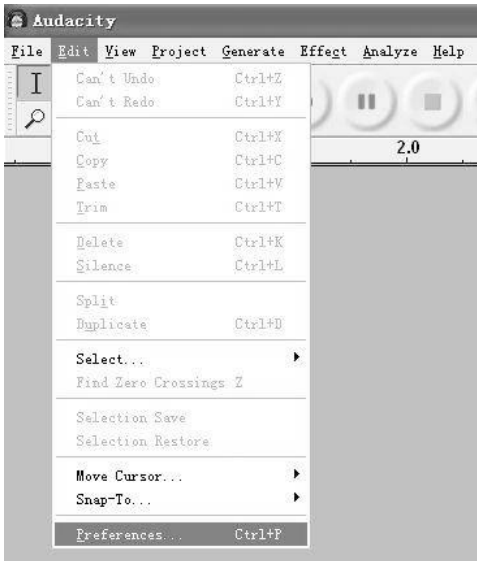 Audacity
File Edit View Project Generate Effect Analyze Help
Can't Undo Ctrl+Z
Can't Redo Ctrl+Y
2.0
Cut Ctrl+X
Copy Ctrl+C
Paste Ctrl+V
Trim Ctrl+T
Delete Ctrl+K
Silence Ctrl+L
Split
Duplicate Ctrl+D
Select...
Find Zero Crossings Z
Selection Save
Selection Restore
Move Cursor...
Snap-To...
Preferences... Ctrl+P